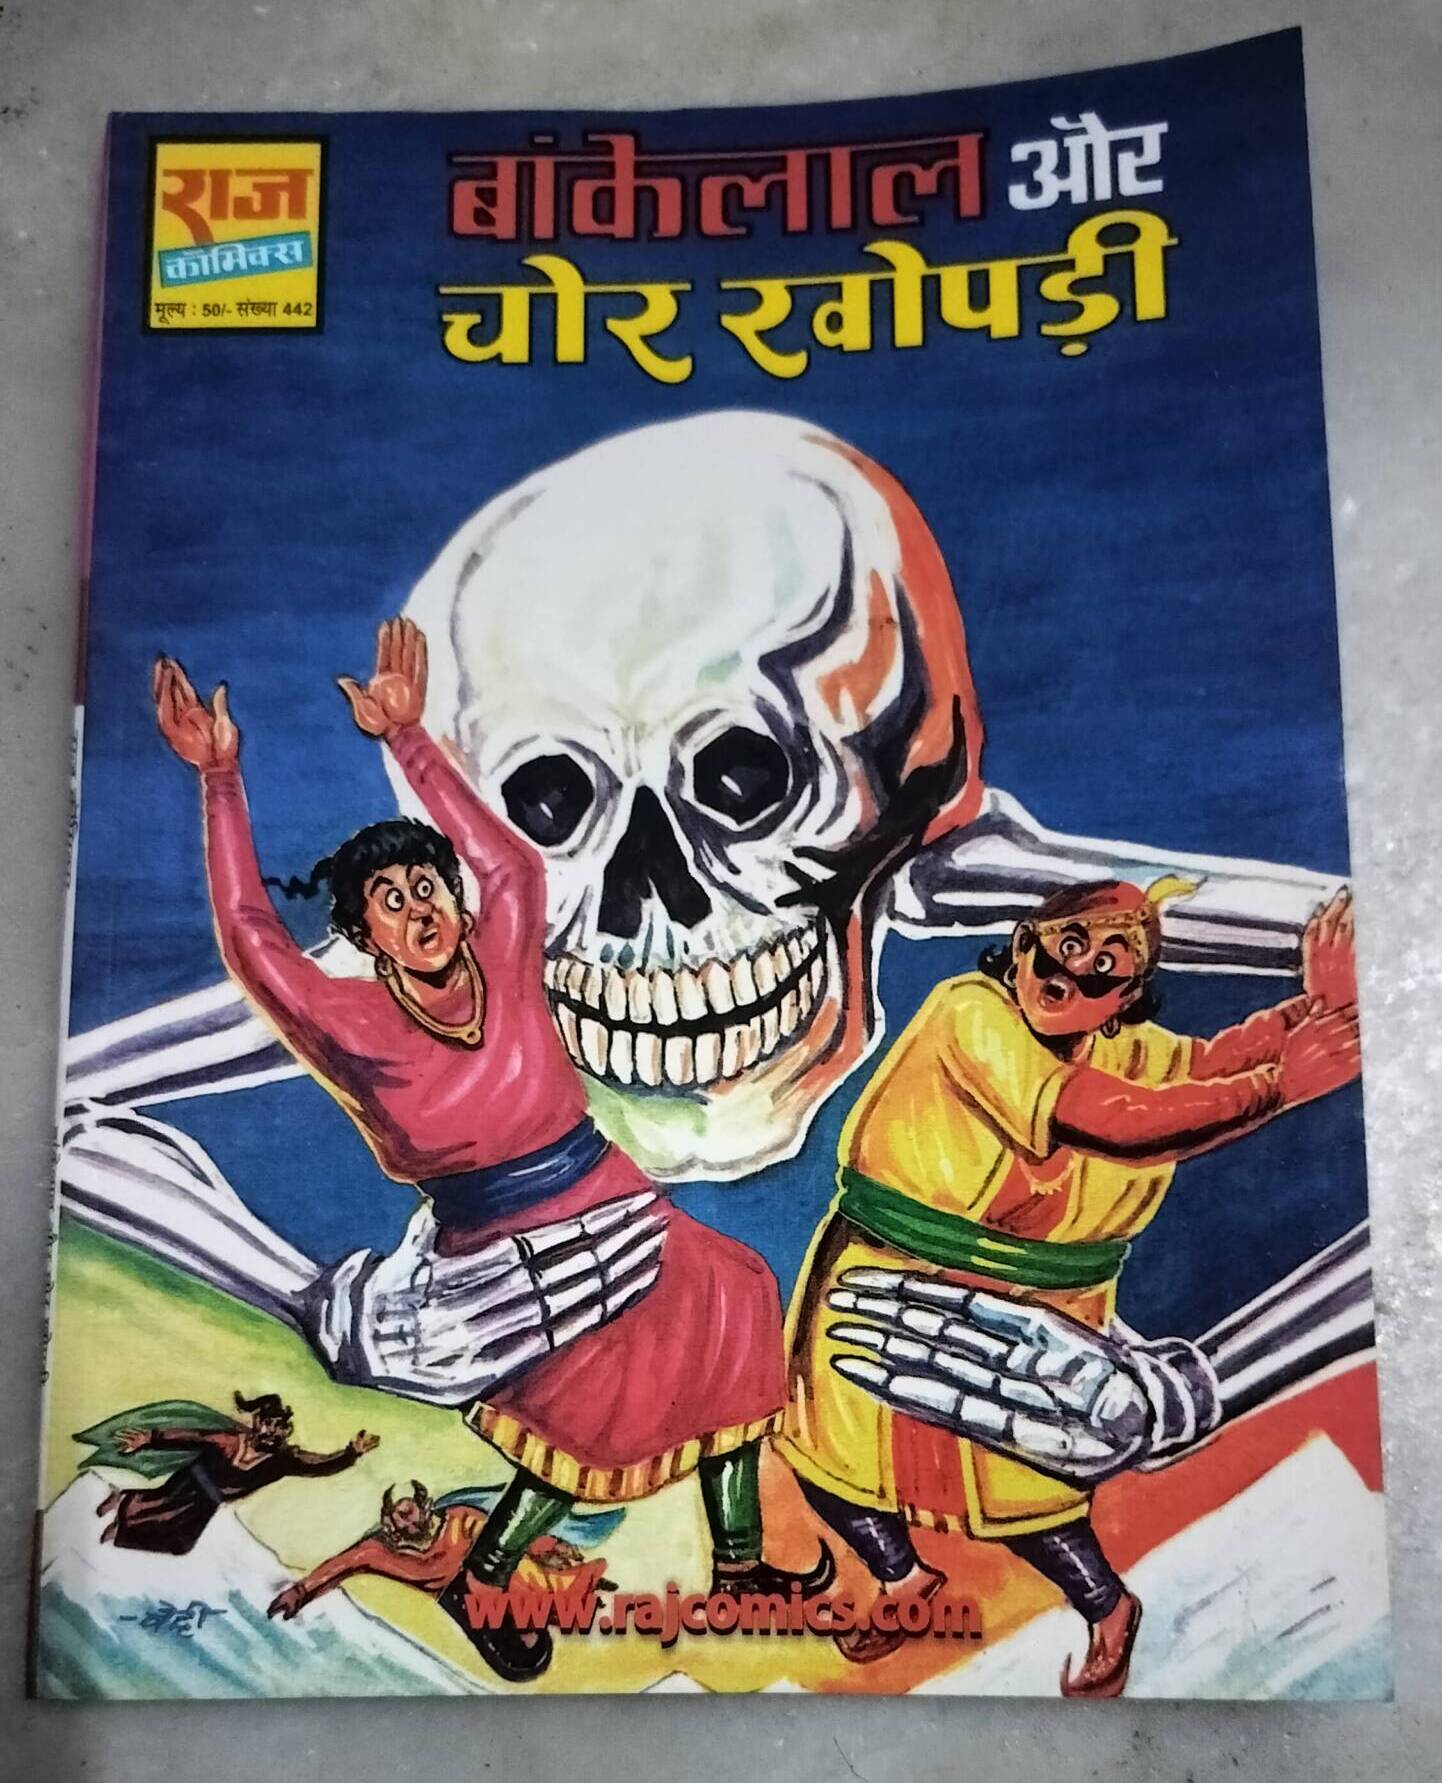 राज
कॉमिक्स
मूल्य : 50/- संख्या 442
बांकेलाल और
चोर खोपड़ी
www.rajcomics.com